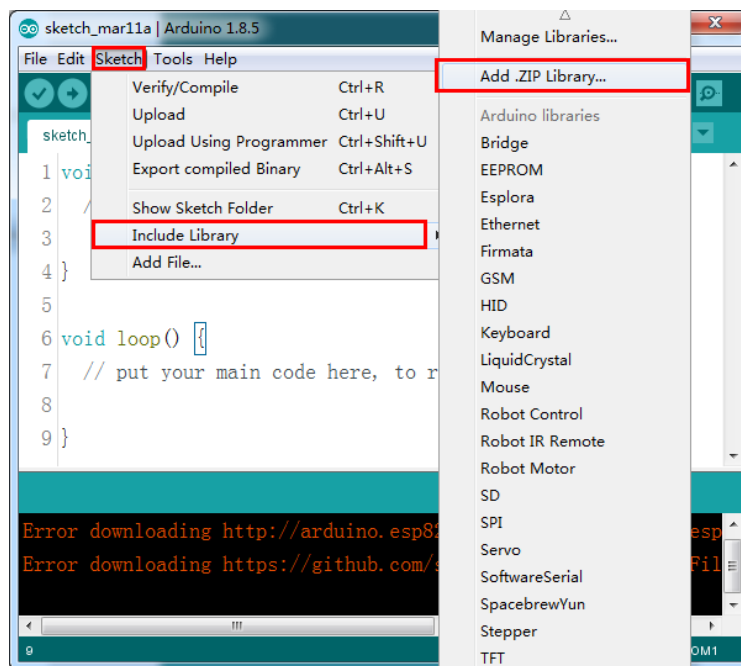 sketch_mar11a | Arduino 1.8.5
File Edit Sketch Tools Help
Verify/Compile Ctrl+R
Upload Ctrl+U
Upload Using Programmer Ctrl+Shift+U
Export compiled Binary Ctrl+Alt+S
Show Sketch Folder Ctrl+K
Include Library
Add File...
Manage Libraries...
Add .ZIP Library...
Arduino libraries
Bridge
EEPROM
Esplora
Ethernet
Firmata
GSM
HID
Keyboard
LiquidCrystal
Mouse
Robot Control
Robot IR Remote
Robot Motor
SD
SPI
Servo
SoftwareSerial
SpacebrewYun
Stepper
TFT
sketch_
1 voi
2 /
3
4 }
5
6 void loop() {
7 // put your main code here, to r
8
9 }
Error downloading http://arduino.esp8 esp
Error downloading https://github.com/ Fil
9 OM1